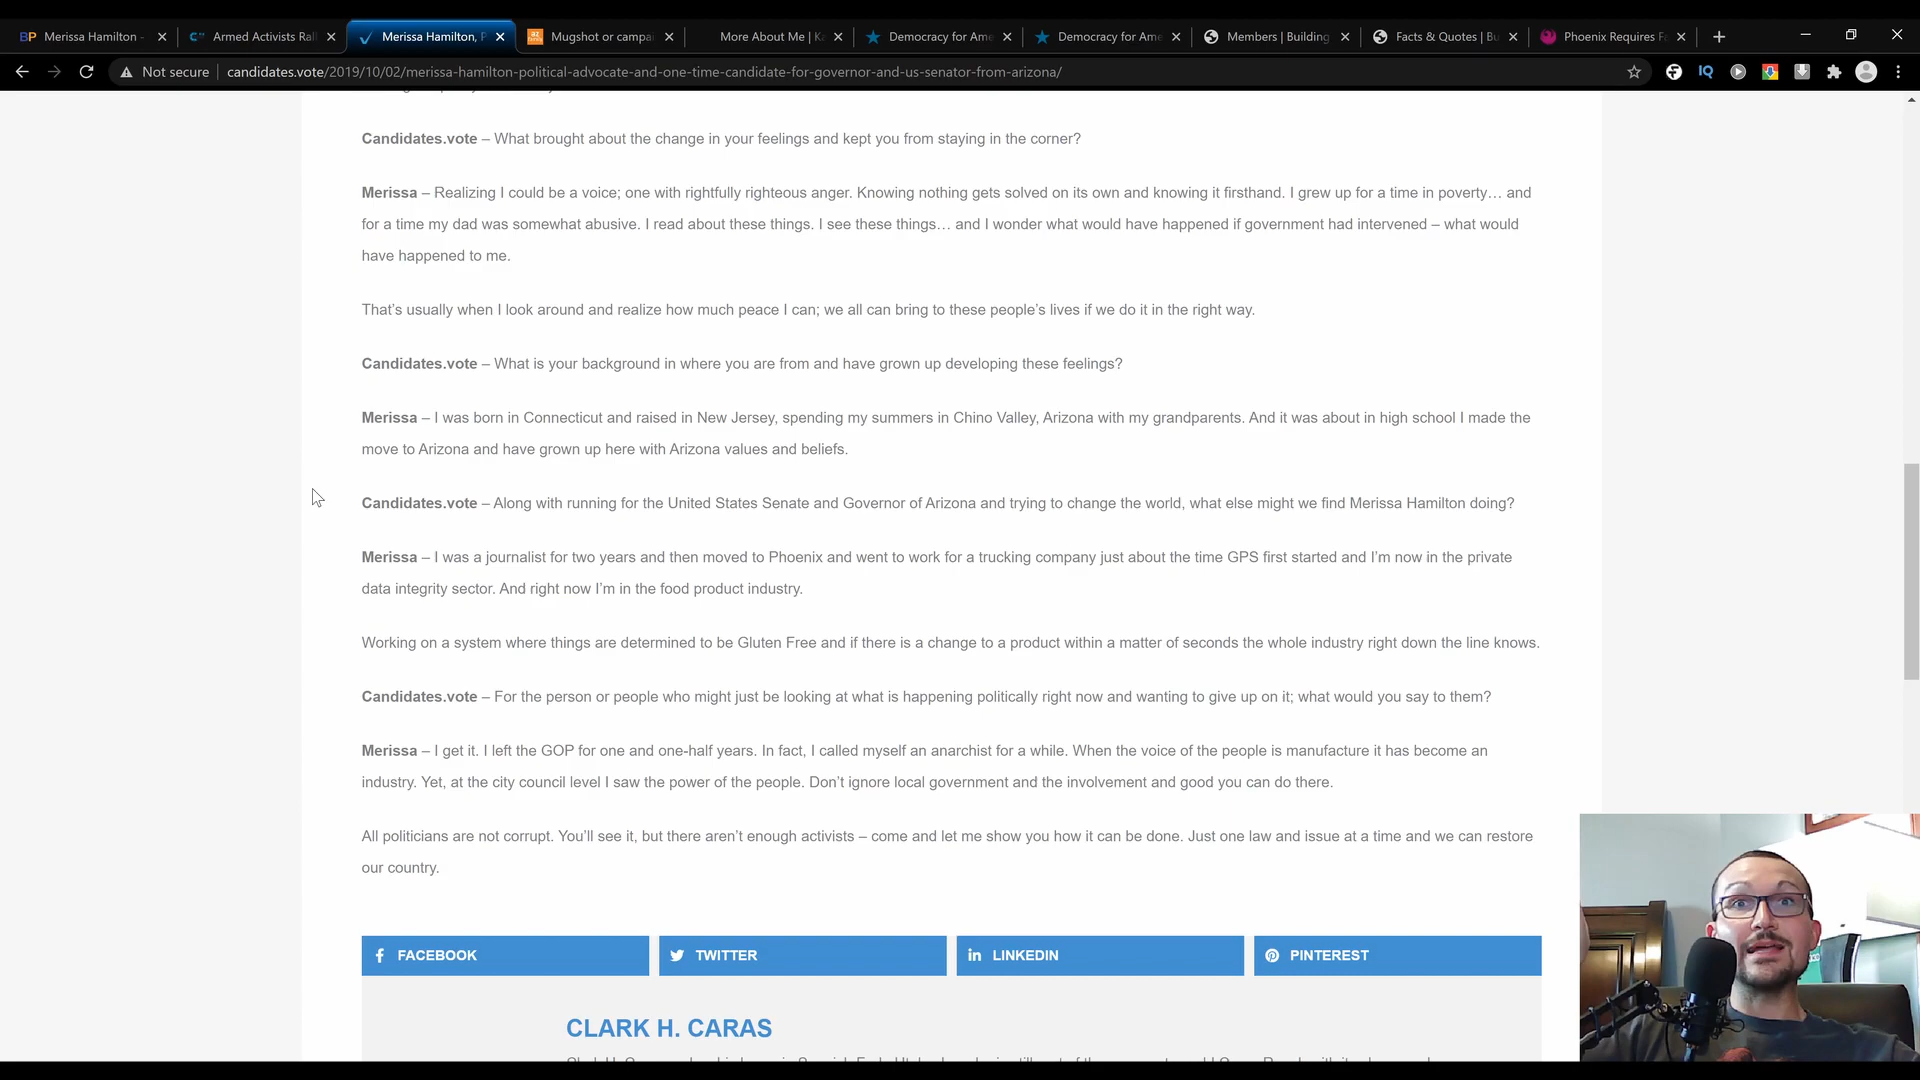 Merissa Hamilton -
Armed Activists Ral
Merissa Hamilton, P
Mugshot or campa
More About Me | Ka
Democracy for Ame
Democracy for Ame
Members | Building
Facts & Quotes | Bu
Phoenix Requires Fa
Not secure
candidates.vote/2019/10/02/merissa-hamilton-political-advocate-and-one-time-candidate-for-governor-and-us-senator-from-arizona/
Candidates.vote – What brought about the change in your feelings and kept you from staying in the corner?
Merissa – Realizing I could be a voice; one with rightfully righteous anger. Knowing nothing gets solved on its own and knowing it firsthand. I grew up for a time in poverty… and
for a time my dad was somewhat abusive. I read about these things. I see these things… and I wonder what would have happened if government had intervened – what would
have happened to me.
That's usually when I look around and realize how much peace I can; we all can bring to these people's lives if we do it in the right way.
Candidates.vote – What is your background in where you are from and have grown up developing these feelings?
Merissa – I was born in Connecticut and raised in New Jersey, spending my summers in Chino Valley, Arizona with my grandparents. And it was about in high school I made the
move to Arizona and have grown up here with Arizona values and beliefs.
Candidates.vote – Along with running for the United States Senate and Governor of Arizona and trying to change the world, what else might we find Merissa Hamilton doing?
Merissa – I was a journalist for two years and then moved to Phoenix and went to work for a trucking company just about the time GPS first started and I'm now in the private
data integrity sector. And right now I'm in the food product industry.
Working on a system where things are determined to be Gluten Free and if there is a change to a product within a matter of seconds the whole industry right down the line knows.
Candidates.vote – For the person or people who might just be looking at what is happening politically right now and wanting to give up on it; what would you say to them?
Merissa – I get it. I left the GOP for one and one-half years. In fact, I called myself an anarchist for a while. When the voice of the people is manufacture it has become an
industry. Yet, at the city council level I saw the power of the people. Don't ignore local government and the involvement and good you can do there.
All politicians are not corrupt. You'll see it, but there aren't enough activists – come and let me show you how it can be done. Just one law and issue at a time and we can restore
our country.
FACEBOOK
TWITTER
LINKEDIN
PINTEREST
CLARK H. CARAS